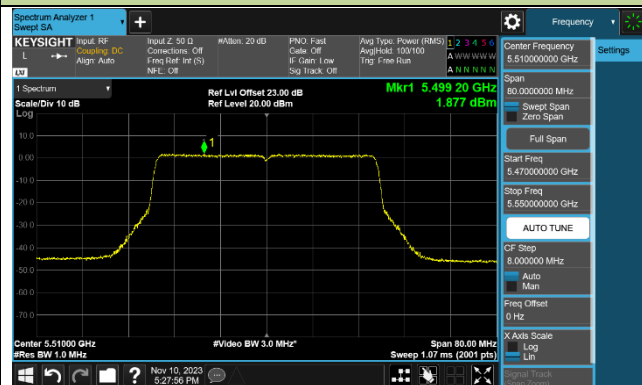 Spectrum Analyzer 1
Swept SA
+
Frequency
KEYSIGHT Input: RF Input Z: 50 Ω #Atten: 20 dB PNO: Fast Avg Type: Power (RMS) 1 2 3 4 5 6
L Coupling: DC Corrections: Off Gate: Off Avg|Hold: 100/100 A W W W W W
Align: Auto Freq Ref: Int (S) IF Gain: Low Trig: Free Run
NFE: Off Sig Track: Off A N N N N N
LXI
1 Spectrum
Scale/Div 10 dB
Ref Lvl Offset 23.00 dB
Ref Level 20.00 dBm
Mkr1 5.499 20 GHz
1.877 dBm
Log
1
10.0
0.00
-10.0
-20.0
-30.0
-40.0
-50.0
-60.0
-70.0
Center 5.51000 GHz #Video BW 3.0 MHz* Span 80.00 MHz
#Res BW 1.0 MHz Sweep 1.07 ms (2001 pts)
Nov 10, 2023
5:27:56 PM
Settings
Center Frequency
5.510000000 GHz
Span
80.0000000 MHz
Swept Span
Zero Span
Full Span
Start Freq
5.470000000 GHz
Stop Freq
5.550000000 GHz
AUTO TUNE
CF Step
8.000000 MHz
Auto
Man
Freq Offset
0 Hz
X Axis Scale
Log
Lin
Signal Track